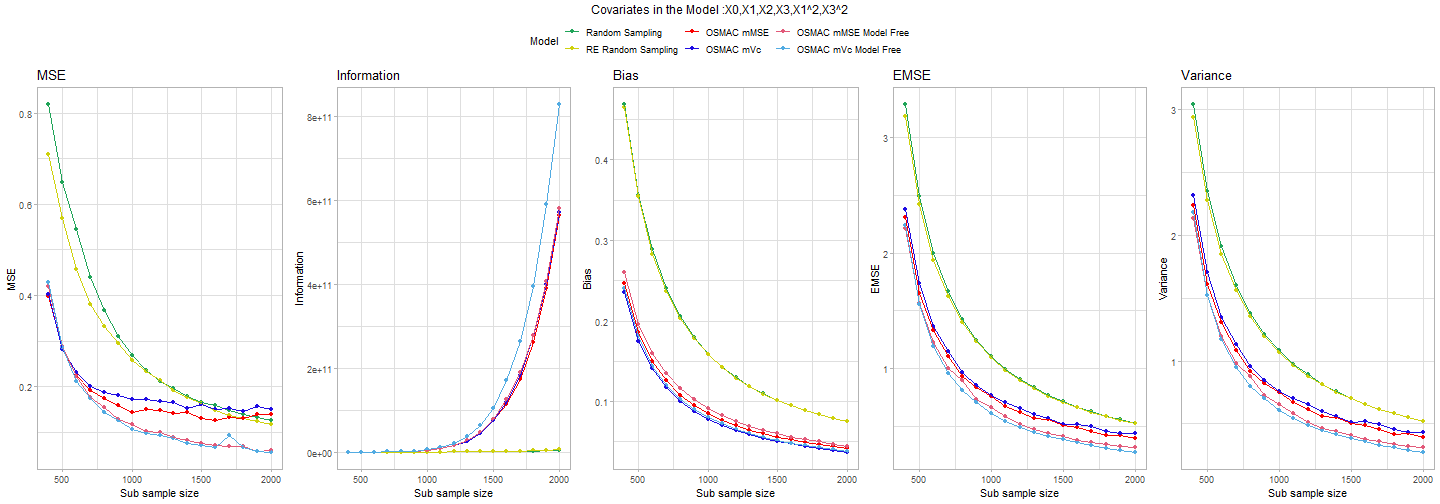 Covariates in the Model :X0,X1,X2,X3,X1^2,X3^2
Model
Random Sampling
OSMAC mMSE
OSMAC mMSE Model Free
RE Random Sampling
OSMAC mVc
OSMAC mVc Model Free
MSE
MSE
0.8
0.6
0.4
0.2
500
1000
1500
2000
Sub sample size
Information
Information
8e+11
6e+11
4e+11
2e+11
0e+00
500
1000
1500
2000
Sub sample size
Bias
Bias
0.4
0.3
0.2
0.1
500
1000
1500
2000
Sub sample size
EMSE
EMSE
3
2
1
500
1000
1500
2000
Sub sample size
Variance
Variance
3
2
1
500
1000
1500
2000
Sub sample size